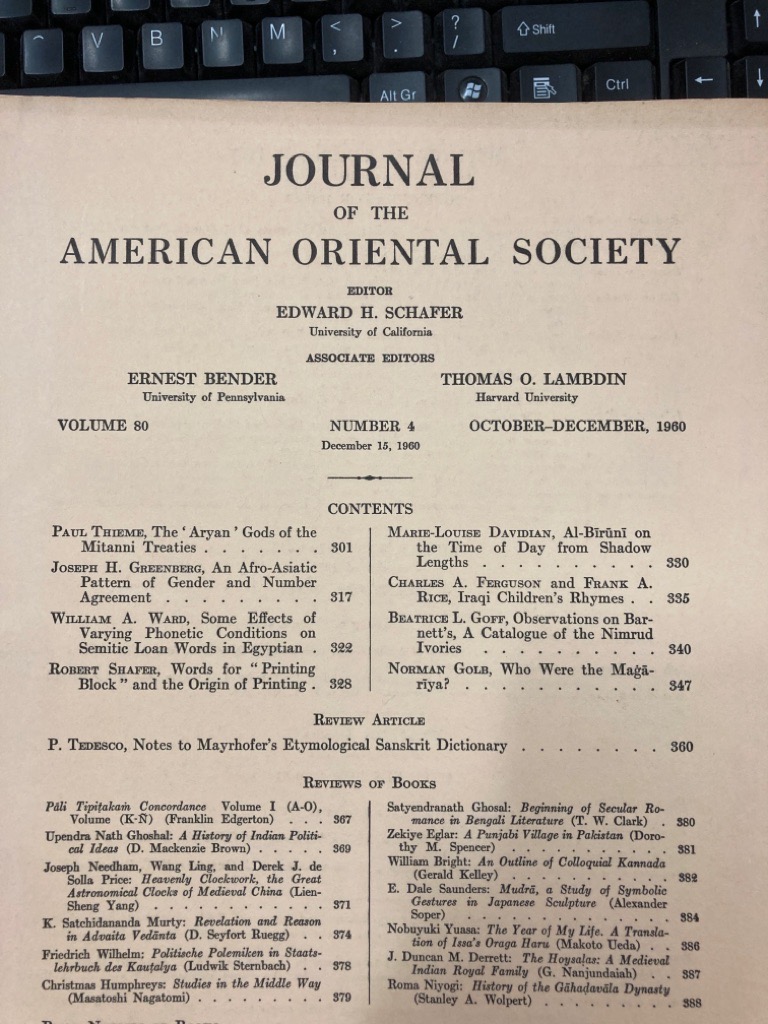 ^ V B N M < , > . ? / Shift
Alt Gr Ctrl
JOURNAL
OF THE
AMERICAN ORIENTAL SOCIETY
EDITOR
EDWARD H. SCHAFER
University of California
ASSOCIATE EDITORS
ERNEST BENDER
University of Pennsylvania
THOMAS O. LAMBDIN
Harvard University
VOLUME 80 NUMBER 4 OCTOBER–DECEMBER, 1960
December 15, 1960
CONTENTS
PAUL THIEME, The ' Aryan ' Gods of the
Mitanni Treaties . . . . . . . 301
JOSEPH H. GREENBERG, An Afro-Asiatic
Pattern of Gender and Number
Agreement . . . . . . . . . 317
WILLIAM A. WARD, Some Effects of
Varying Phonetic Conditions on
Semitic Loan Words in Egyptian . 322
ROBERT SHAFER, Words for " Printing
Block " and the Origin of Printing . 328
MARIE-LOUISE DAVIDIAN, Al-Bīrūnī on
the Time of Day from Shadow
Lengths . . . . . . . . . . 330
CHARLES A. FERGUSON and FRANK A.
RICE, Iraqi Children's Rhymes . . 335
BEATRICE L. GOFF, Observations on Bar-
nett's, A Catalogue of the Nimrud
Ivories . . . . . . . . . . 340
NORMAN GOLB, Who Were the Maġā-
rīya? . . . . . . . . . . . 347
REVIEW ARTICLE
P. TEDESCO, Notes to Mayrhofer's Etymological Sanskrit Dictionary . . . . . . . . 360
REVIEWS OF BOOKS
Pāli Tipiṭakaṁ Concordance Volume I (A-O),
Volume (K-Ñ) (Franklin Edgerton) . . . 367
Upendra Nath Ghoshal: A History of Indian Politi-
cal Ideas (D. Mackenzie Brown) . . . . . 369
Joseph Needham, Wang Ling, and Derek J. de
Solla Price: Heavenly Clockwork, the Great
Astronomical Clocks of Medieval China (Lien-
Sheng Yang) . . . . . . . . . . . . 371
K. Satchidananda Murty: Revelation and Reason
in Advaita Vedānta (D. Seyfort Ruegg) . . 374
Friedrich Wilhelm: Politische Polemiken in Staats-
lehrbuch des Kauṭalya (Ludwik Sternbach) . . 378
Christmas Humphreys: Studies in the Middle Way
(Masatoshi Nagatomi) . . . . . . . . . 379
Satyendranath Ghosal: Beginning of Secular Ro-
mance in Bengali Literature (T. W. Clark) . 380
Zekiye Eglar: A Punjabi Village in Pakistan (Doro-
thy M. Spencer) . . . . . . . . . . . 381
William Bright: An Outline of Colloquial Kannada
(Gerald Kelley) . . . . . . . . . . . 382
E. Dale Saunders: Mudrā, a Study of Symbolic
Gestures in Japanese Sculpture (Alexander
Soper) . . . . . . . . . . . . . . 384
Nobuyuki Yuasa: The Year of My Life. A Transla-
tion of Issa's Oraga Haru (Makoto Ueda) . . 386
J. Duncan M. Derrett: The Hoysaḷas: A Medieval
Indian Royal Family (G. Nanjundaiah) . . 387
Roma Niyogi: History of the Gāhaḍavāla Dynasty
(Stanley A. Wolpert) . . . . . . . . . 388